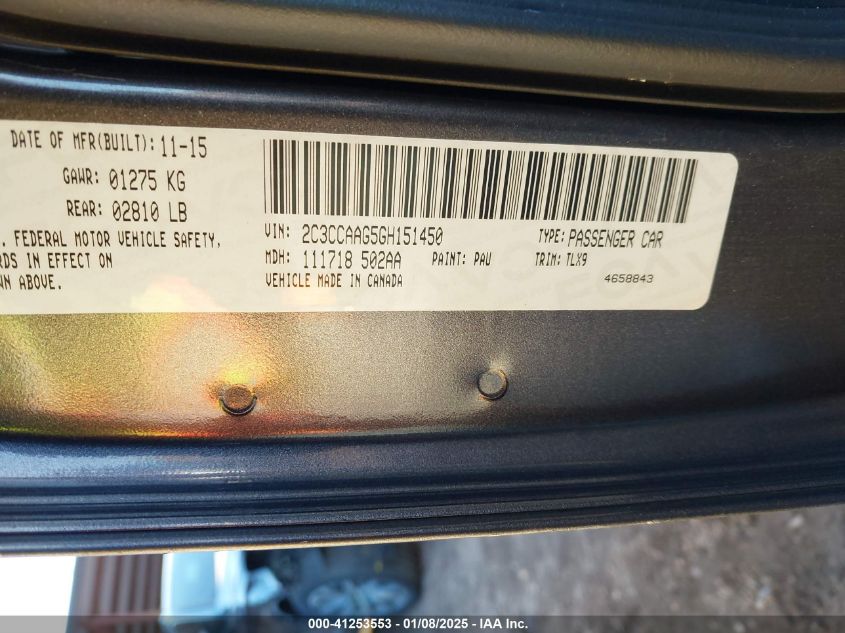 DATE OF MFR(BUILT): 11-15
GAWR: 01275 KG
REAR: 02810 LB
. FEDERAL MOTOR VEHICLE SAFETY,
RDS IN EFFECT ON
WN ABOVE.
VIN: 2C3CCAAG5GH151450 TYPE: PASSENGER CAR
MDH: 111718 502AA PAINT: PAU TRIM: TLX9
VEHICLE MADE IN CANADA 4658843
000-41253553 - 01/08/2025 - IAA Inc.